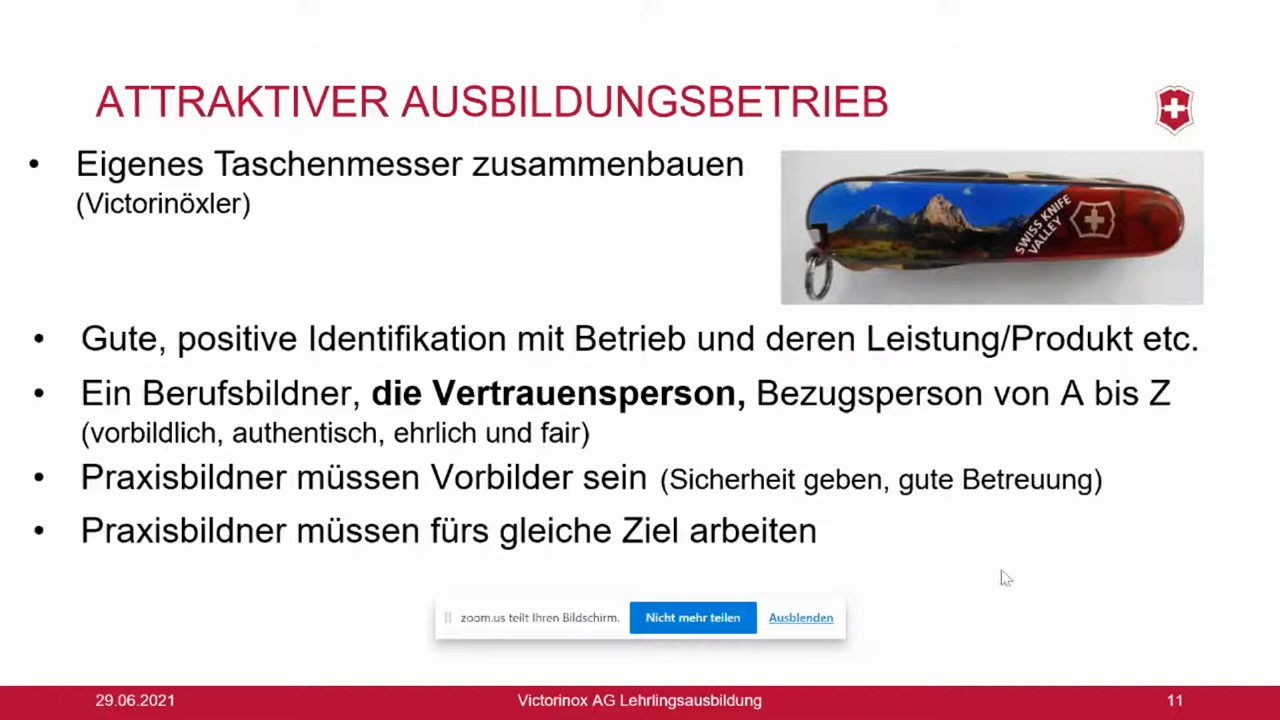 ATTRAKTIVER AUSBILDUNGSBETRIEB
• Eigenes Taschenmesser zusammenbauen
(Victorinöxler)
SWISS KNIFE
VALLEY
• Gute, positive Identifikation mit Betrieb und deren Leistung/Produkt etc.
• Ein Berufsbildner, die Vertrauensperson, Bezugsperson von A bis Z
(vorbildlich, authentisch, ehrlich und fair)
• Praxisbildner müssen Vorbilder sein (Sicherheit geben, gute Betreuung)
• Praxisbildner müssen fürs gleiche Ziel arbeiten
zoom.us teilt Ihren Bildschirm. Nicht mehr teilen Ausblenden
29.06.2021 Victorinox AG Lehrlingsausbildung 11